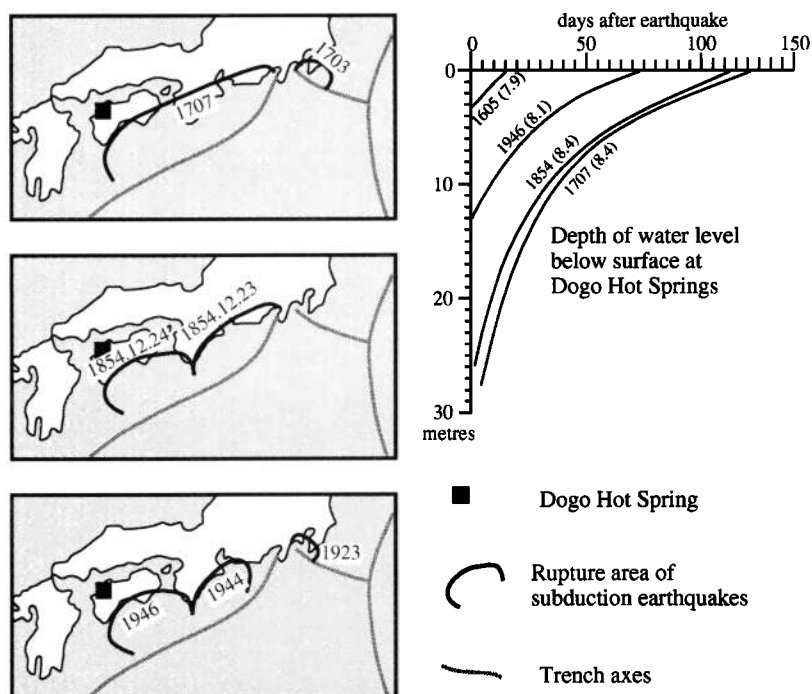 1703
1707
1854.12.24
1854.12.23
1923
1944
1946
days after earthquake
0 50 100 150
0
10
20
30
metres
1605 (7.9)
1946 (8.1)
1854 (8.4)
1707 (8.4)
Depth of water level
below surface at
Dogo Hot Springs
Dogo Hot Spring
Rupture area of
subduction earthquakes
Trench axes